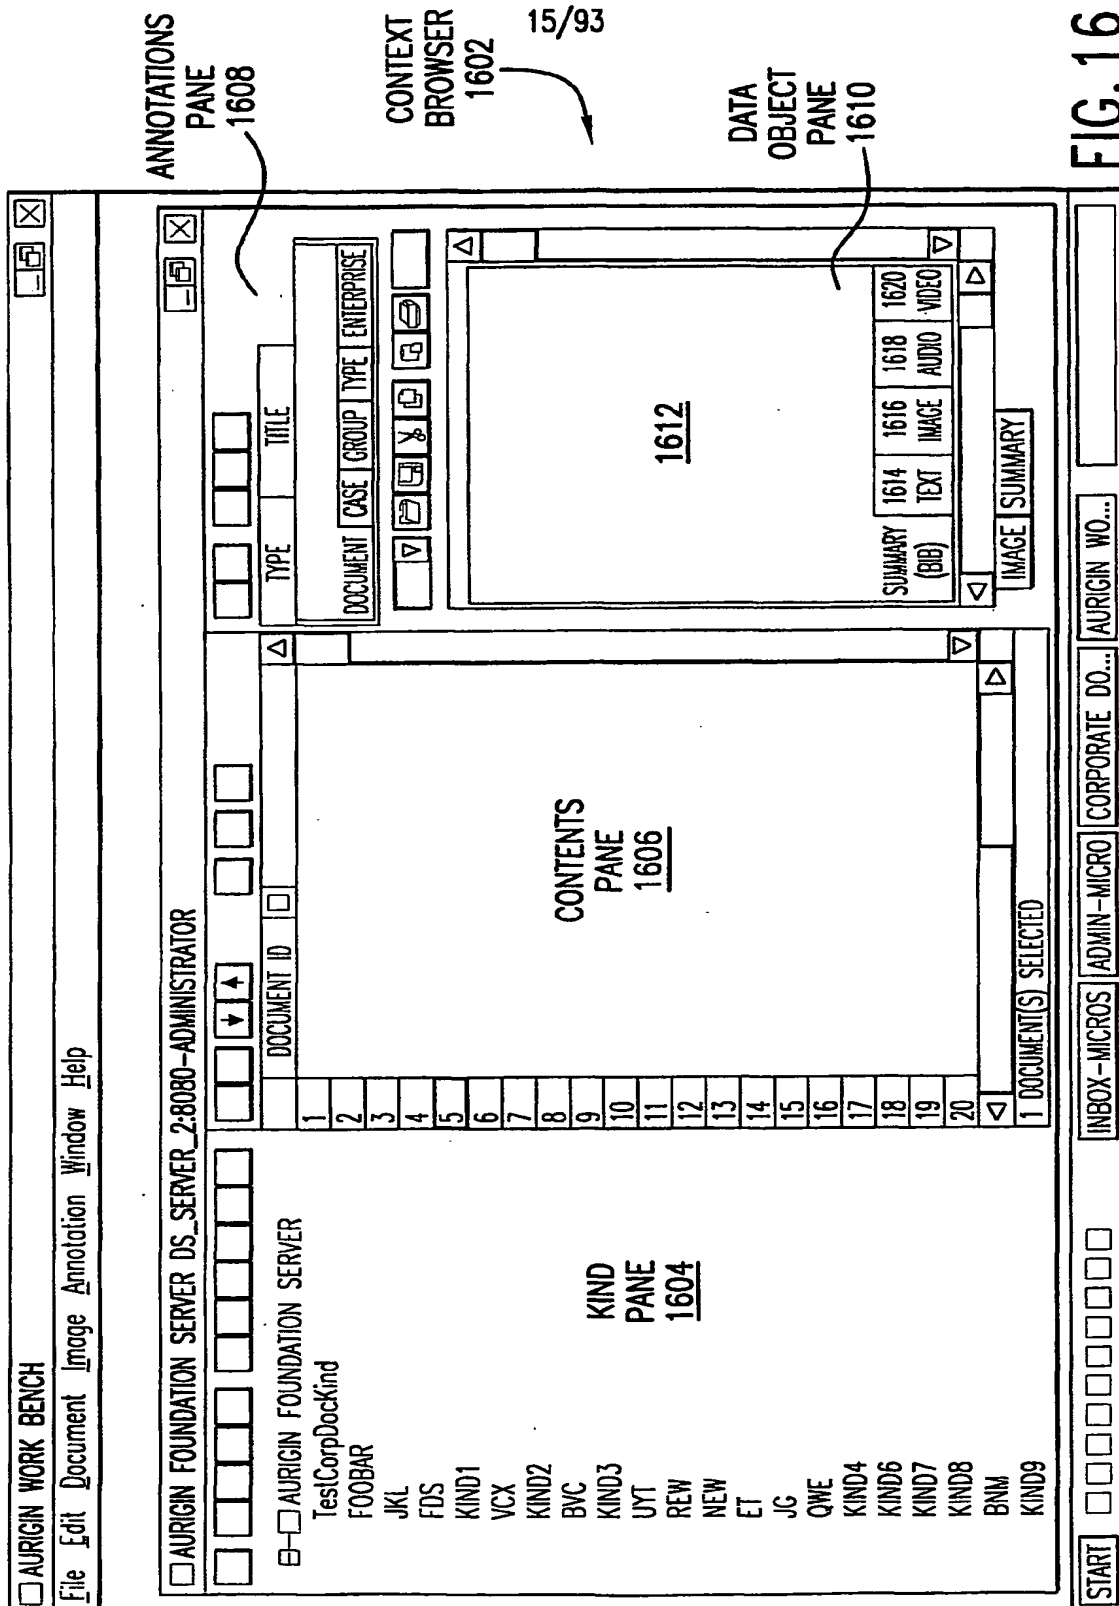 15/93
AURIGIN WORK BENCH
File Edit Document Image Annotation Window Help
AURIGIN FOUNDATION SERVER DS_SERVER_2:8080-ADMINISTRATOR
AURIGIN FOUNDATION SERVER
TestCorpDocKind
FOOBAR
JKL
FDS
KIND1
VCX
KIND2
BVC
KIND3
UYT
REW
NEW
ET
JG
QWE
KIND4
KIND6
KIND7
KIND8
BNM
KIND9
KIND
PANE
1604
DOCUMENT ID
1
2
3
4
5
6
7
8
9
10
11
12
13
14
15
16
17
18
19
20
CONTENTS
PANE
1606
1 DOCUMENT(S) SELECTED
TYPE TITLE
DOCUMENT CASE GROUP TYPE ENTERPRISE
1612
SUMMARY (BIB)
1614 TEXT
1616 IMAGE
1618 AUDIO
1620 VIDEO
IMAGE SUMMARY
ANNOTATIONS
PANE
1608
CONTEXT
BROWSER
1602
DATA
OBJECT
PANE
1610
START INBOX-MICROS ADMIN-MICRO CORPORATE DO... AURIGIN WO...
FIG. 16